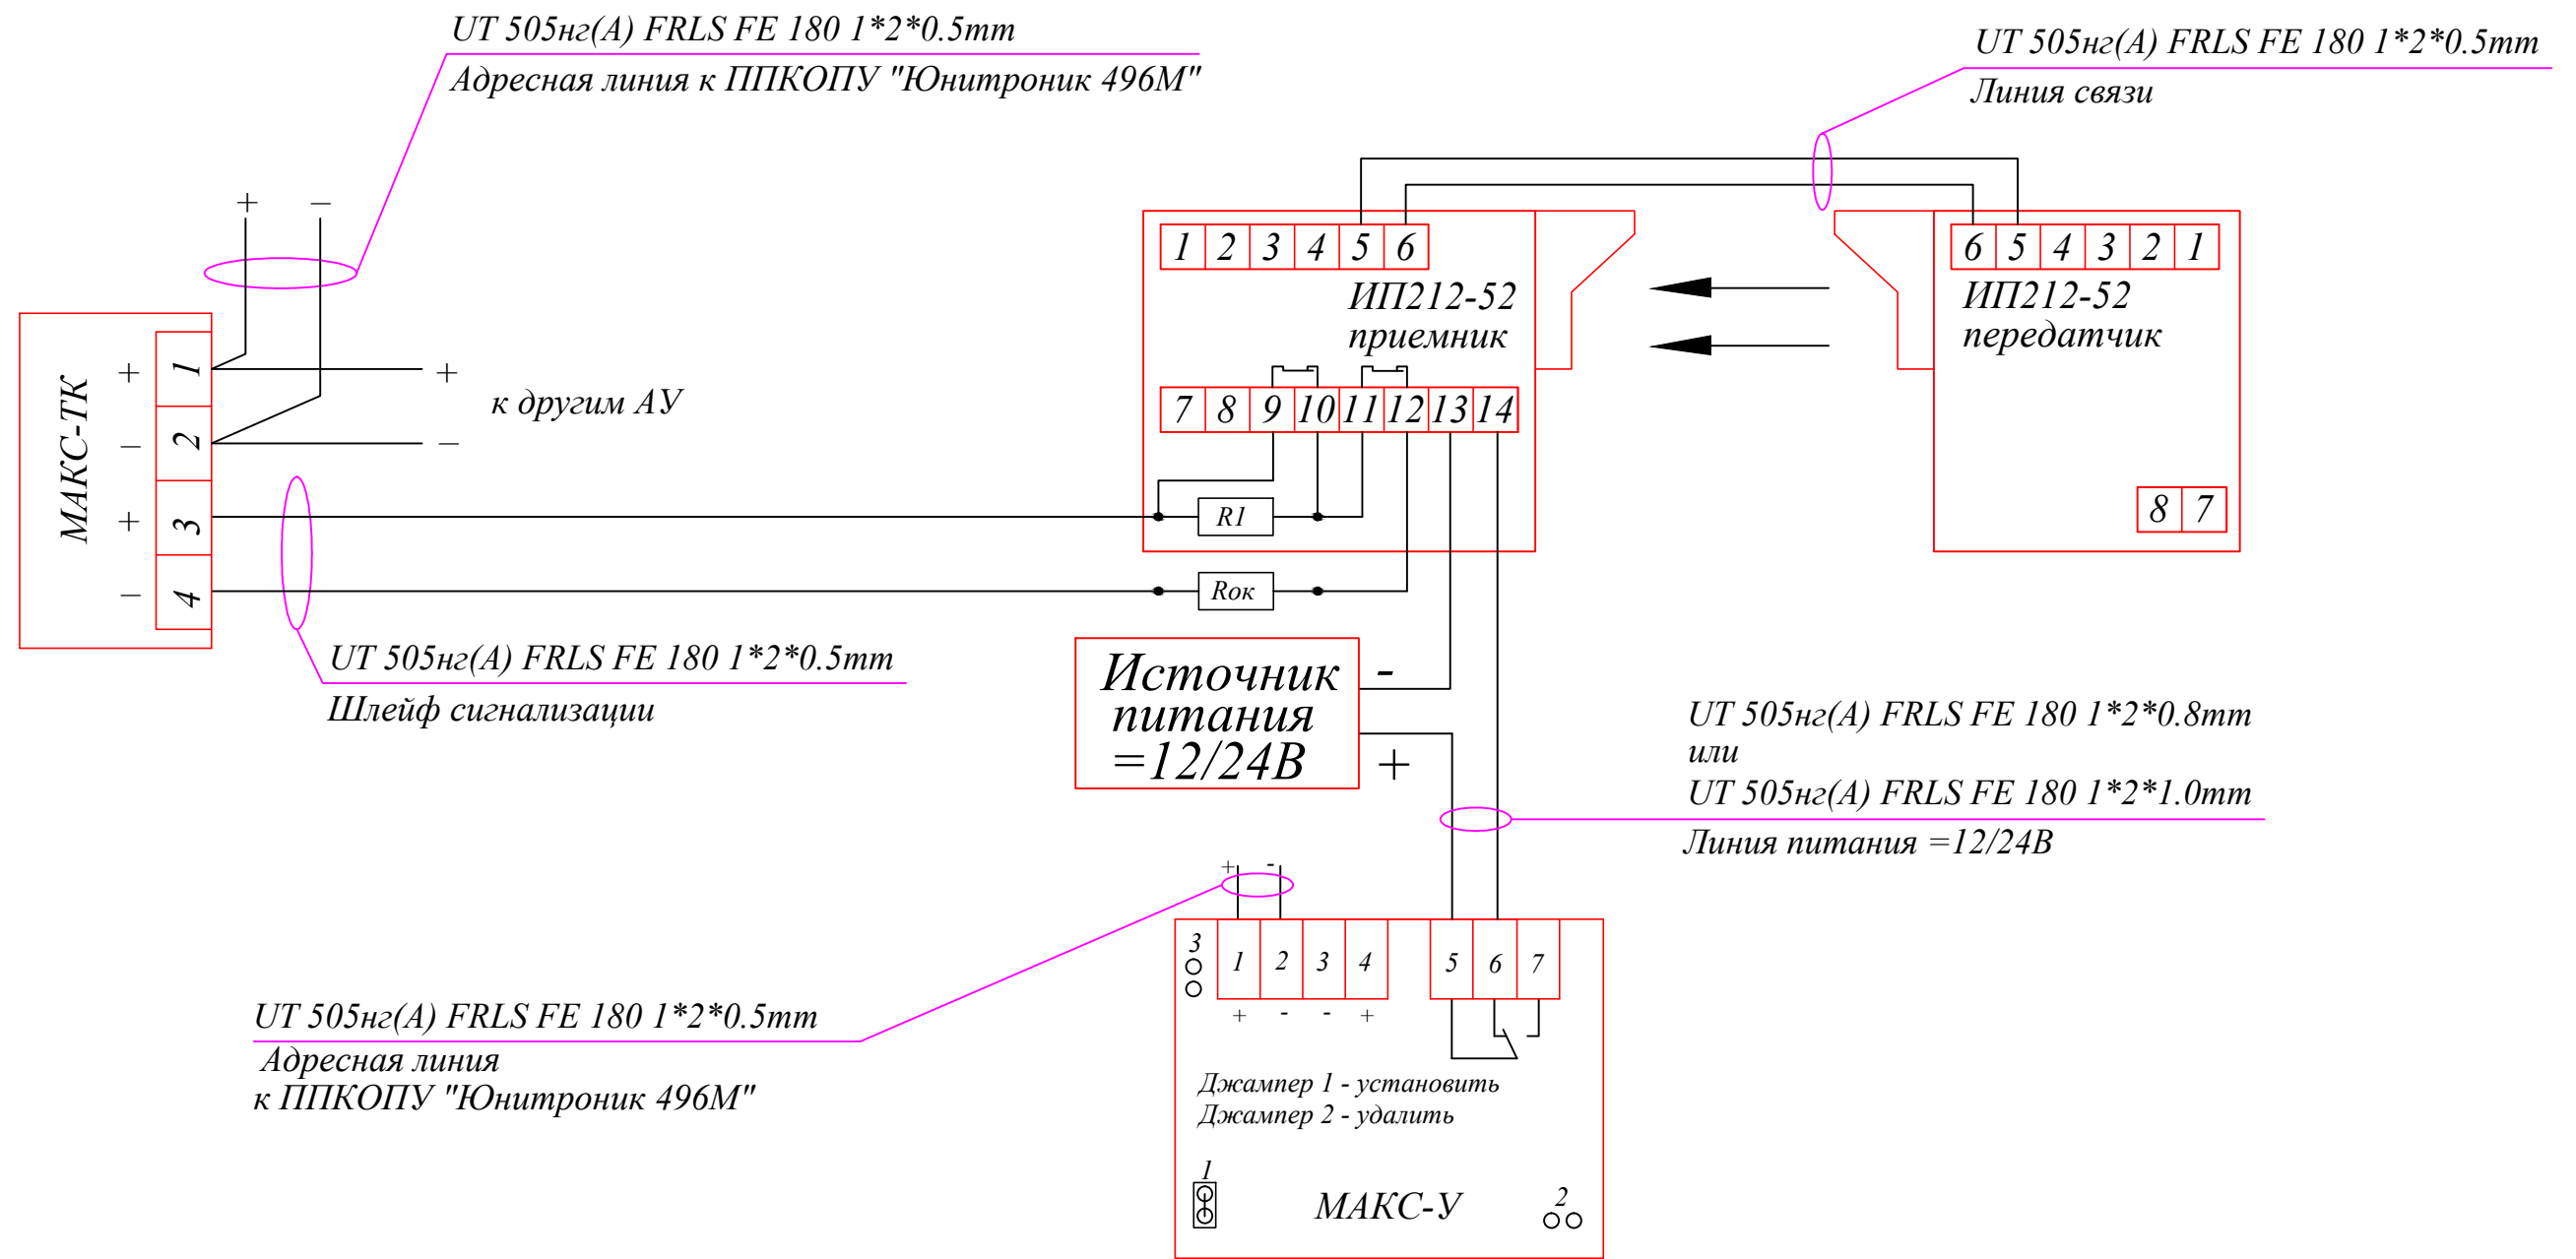 UT 505нг(А) FRLS FE 180 1*2*0.5mm
Адресная линия к ППКОПУ "Юнитроник 496М"
UT 505нг(А) FRLS FE 180 1*2*0.5mm
Линия связи
+ –
МАКС-ТК
+ 1 +
– 2 –
+ 3
– 4
к другим АУ
1 2 3 4 5 6
ИП212-52
приемник
7 8 9 10 11 12 13 14
R1
Rок
6 5 4 3 2 1
ИП212-52
передатчик
8 7
UT 505нг(А) FRLS FE 180 1*2*0.5mm
Шлейф сигнализации
Источник -
питания
=12/24В +
UT 505нг(А) FRLS FE 180 1*2*0.8mm
или
UT 505нг(А) FRLS FE 180 1*2*1.0mm
Линия питания =12/24В
+ -
3
1 2 3 4 5 6 7
+ - - +
UT 505нг(А) FRLS FE 180 1*2*0.5mm
Адресная линия
к ППКОПУ "Юнитроник 496М"
Джампер 1 - установить
Джампер 2 - удалить
1
МАКС-У
2